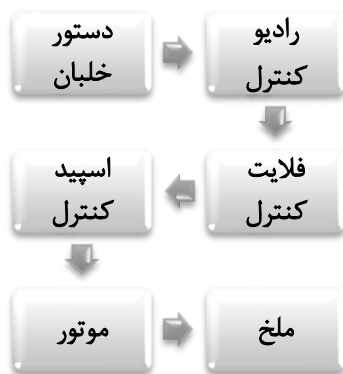 دستور
خلبان
رادیو
کنترل
فلایت
کنترل
اسپید
کنترل
موتور
ملخ